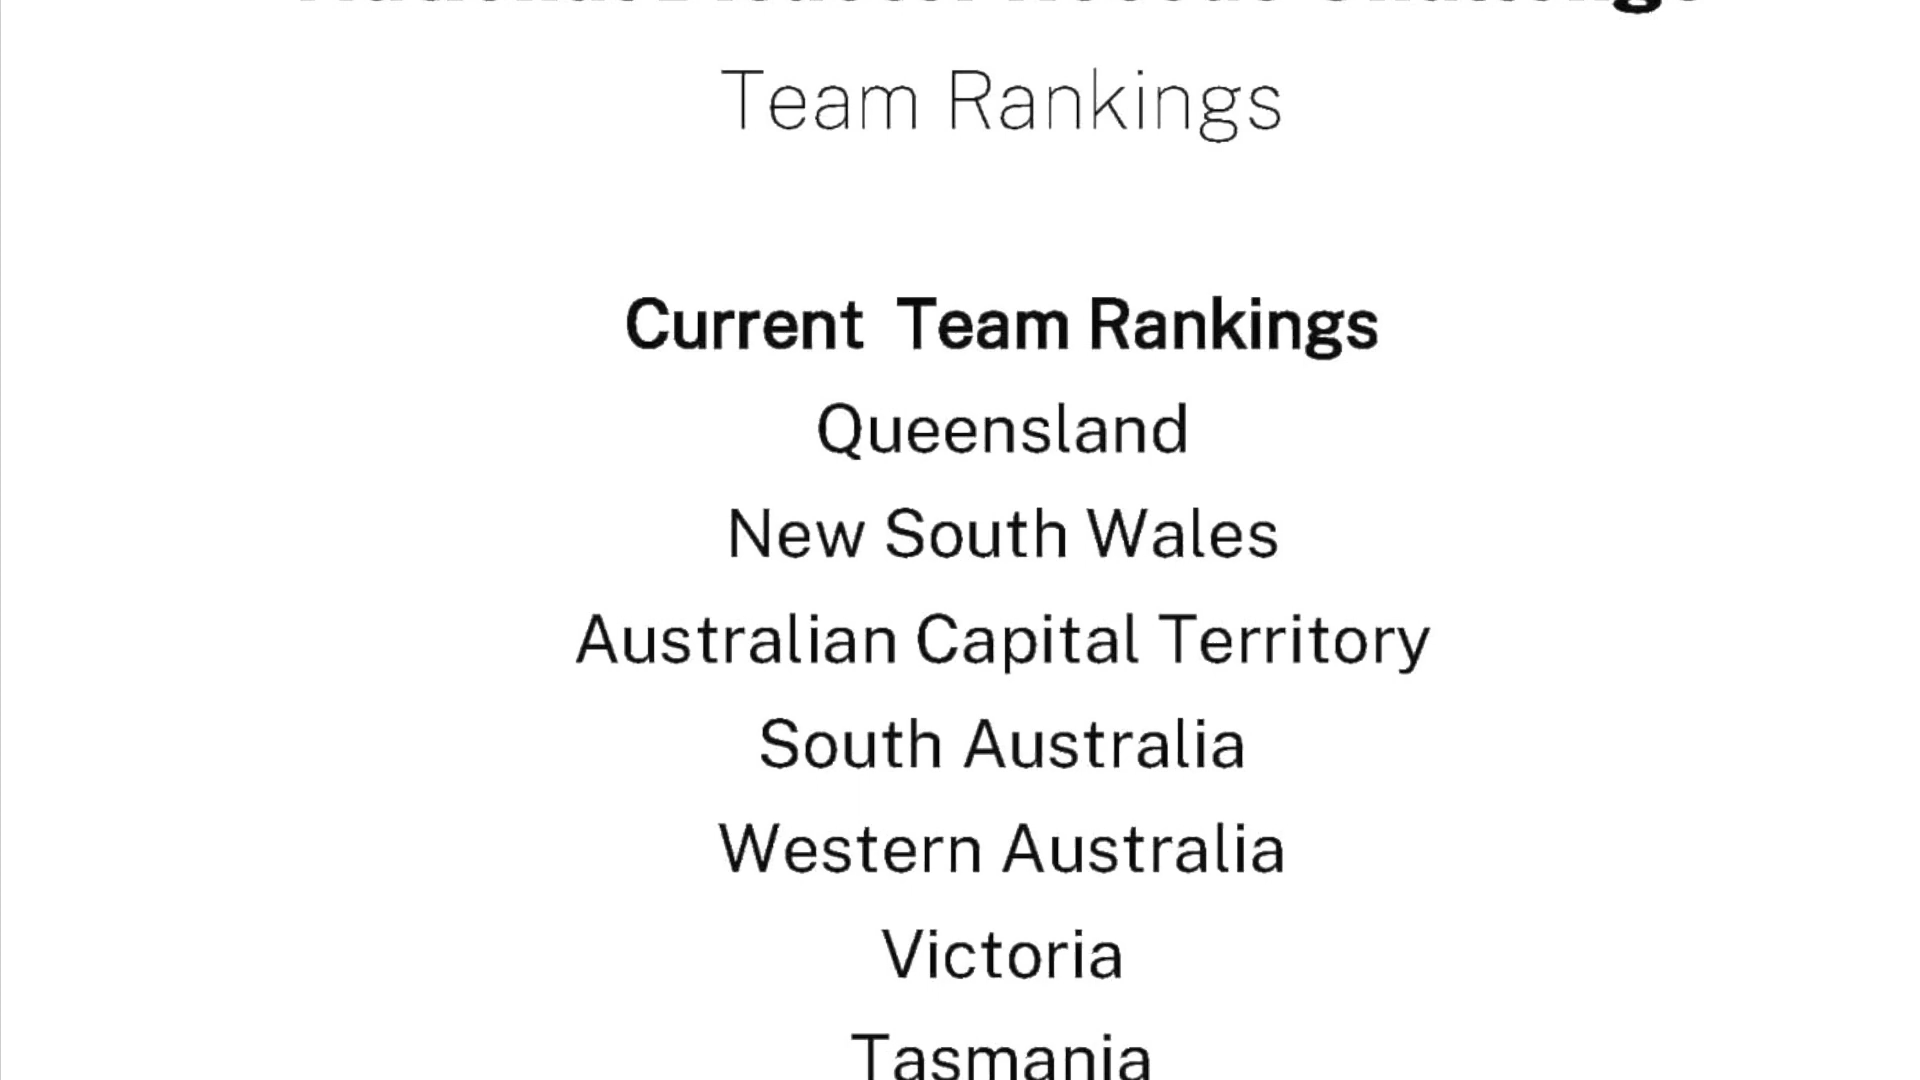 Team Rankings
Current  Team Rankings
Queensland
New South Wales
Australian Capital Territory
South Australia
Western Australia
Victoria
Tasmania